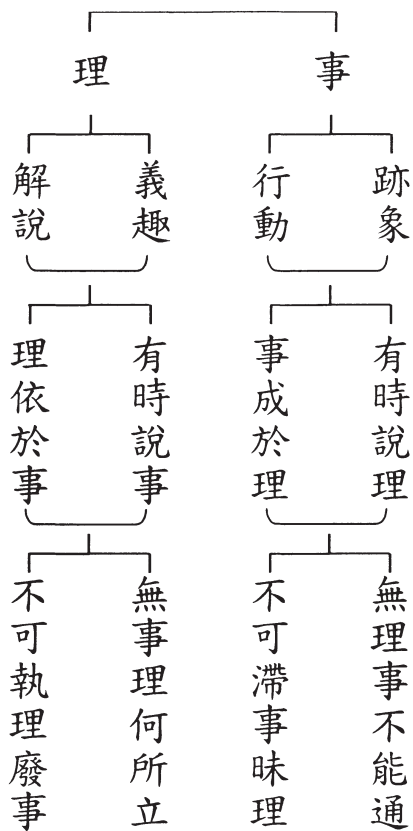 事
跡象
行動
有時說理
事成於理
無理事不能通
不可滯事昧理
理
義趣
解說
有時說事
理依於事
無事理何所立
不可執理廢事